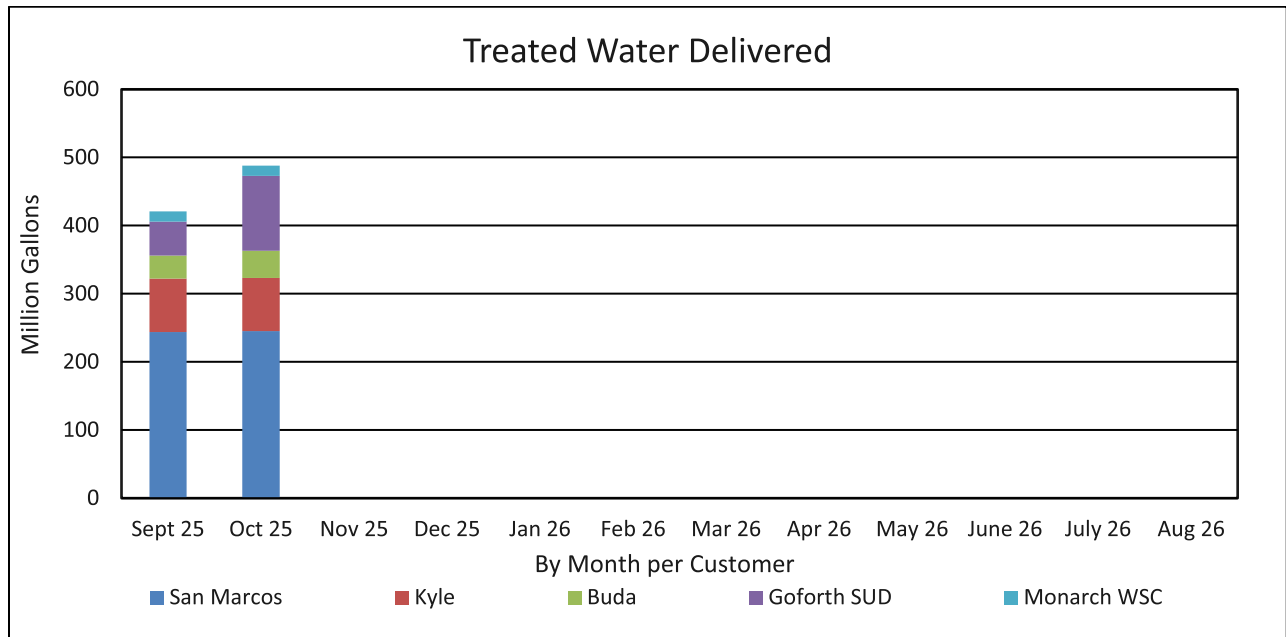 Treated Water Delivered
600
500
400
300
200
100
0
Million Gallons
Sept 25 Oct 25 Nov 25 Dec 25 Jan 26 Feb 26 Mar 26 Apr 26 May 26 June 26 July 26 Aug 26
By Month per Customer
San Marcos Kyle Buda Goforth SUD Monarch WSC